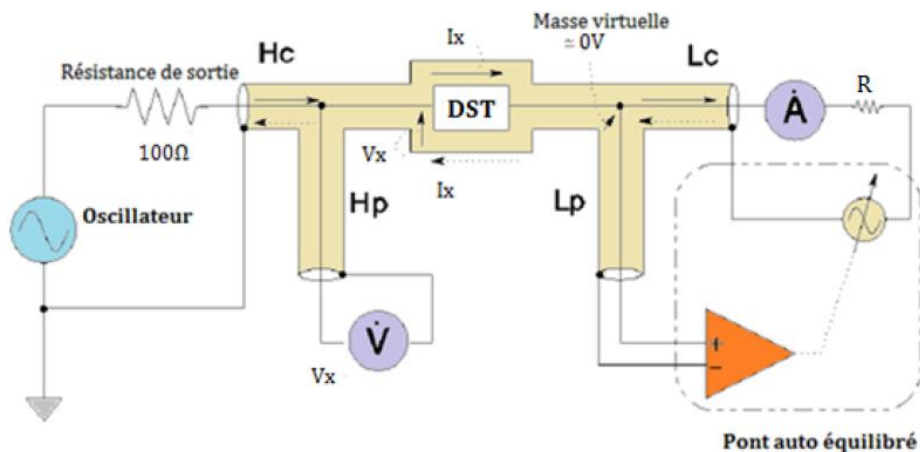 Masse virtuelle
≃ 0V
Ix
Hc
Lc
Résistance de sortie
R
DST
Ȧ
100Ω
Vx
Ix
Hp
Lp
Oscillateur
V̇
Vx
+
−
Pont auto équilibré